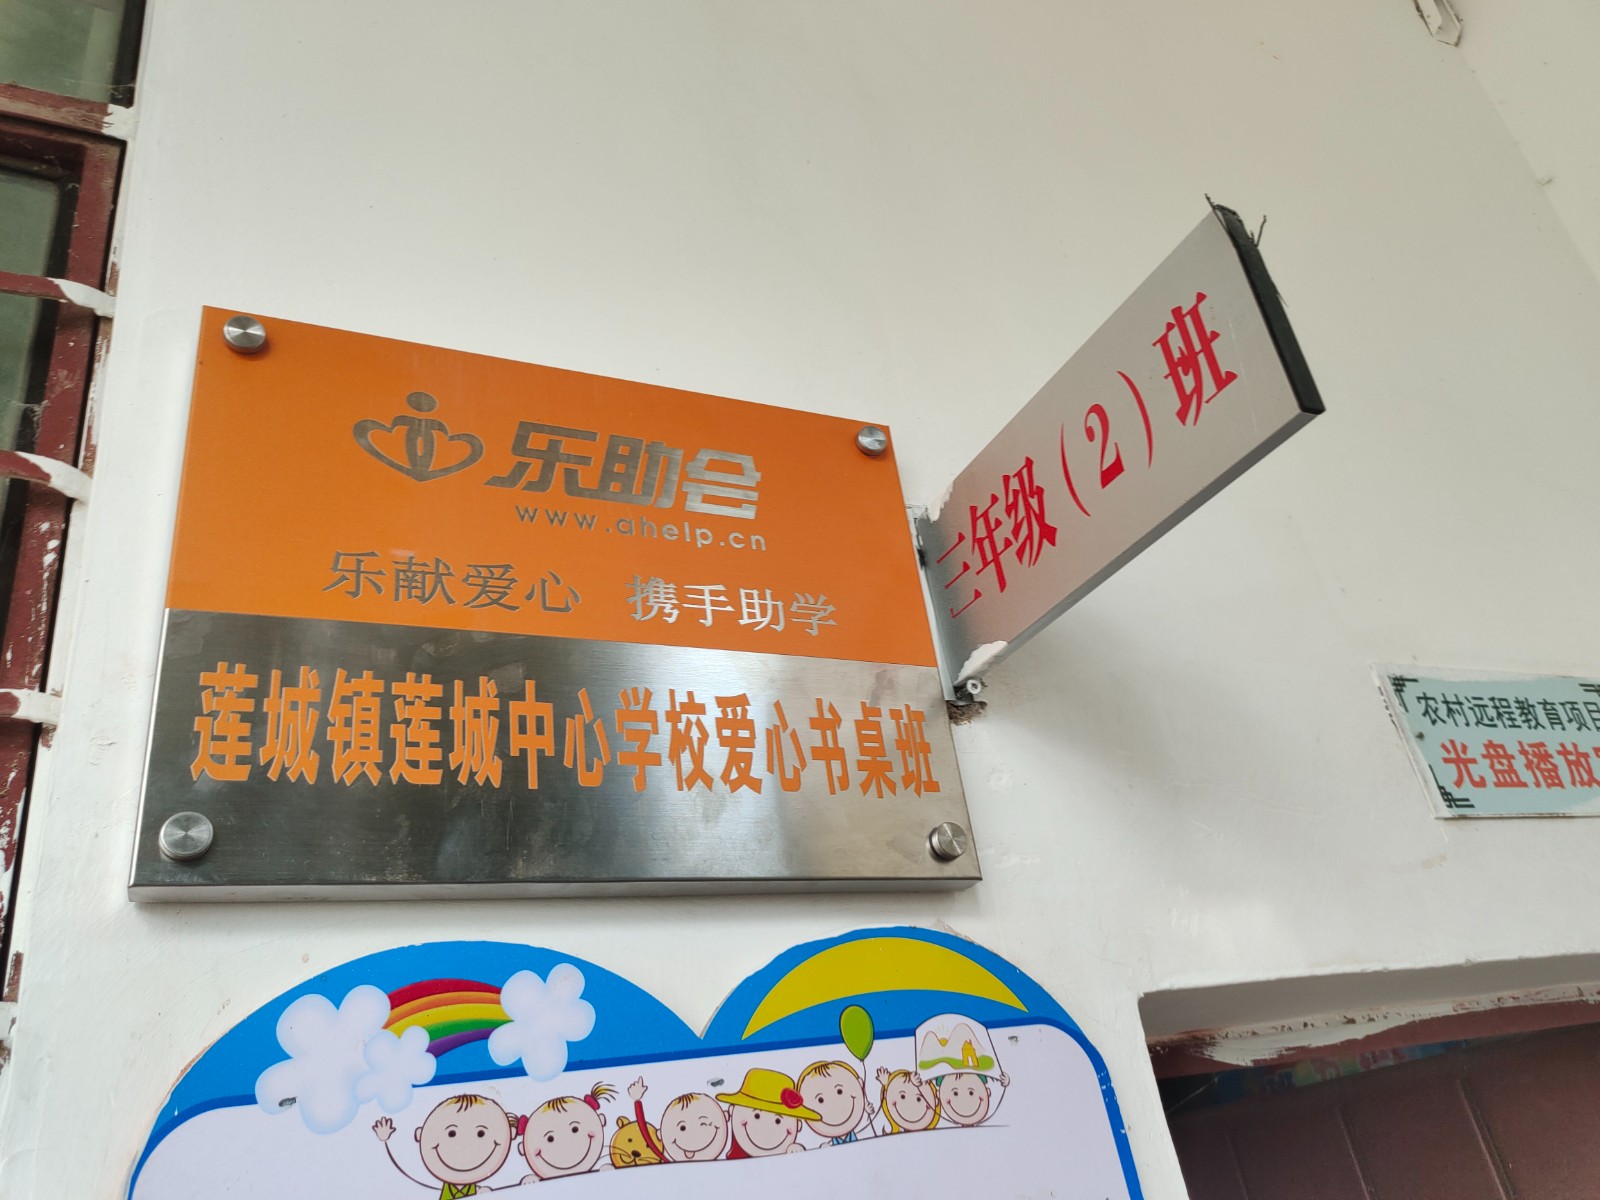 乐助会
www.ahelp.cn
乐献爱心 携手助学
莲城镇莲城中心学校爱心书桌班
三年级（2）班
农村远程教育项目
光盘播放